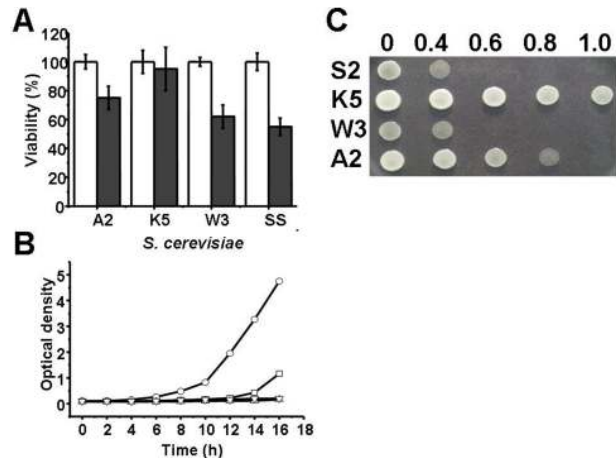 A
Viability (%)
120
100
80
60
40
20
0
A2 K5 W3 SS
S. cerevisiae
B
Optical density
5
4
3
2
1
0
0 2 4 6 8 10 12 14 16 18
Time (h)
C
0 0.4 0.6 0.8 1.0
S2
K5
W3
A2